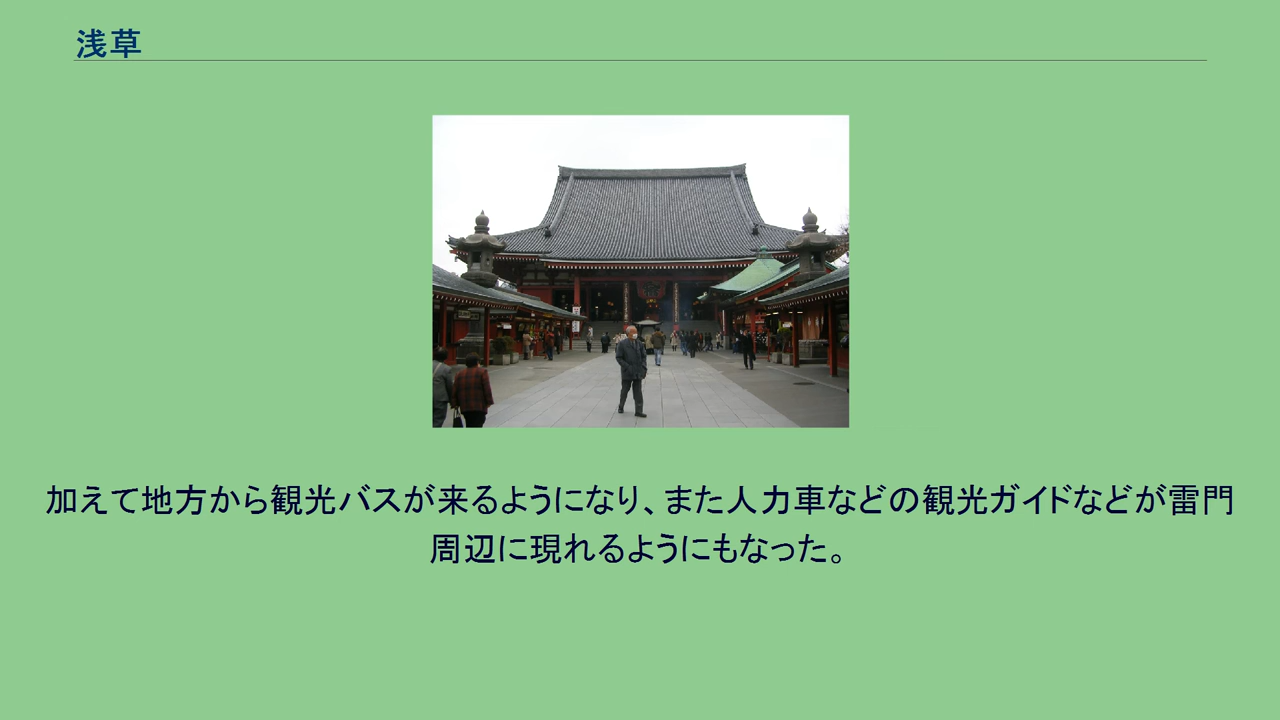 浅草
加えて地方から観光バスが来るようになり、また人力車などの観光ガイドなどが雷門
周辺に現れるようにもなった。